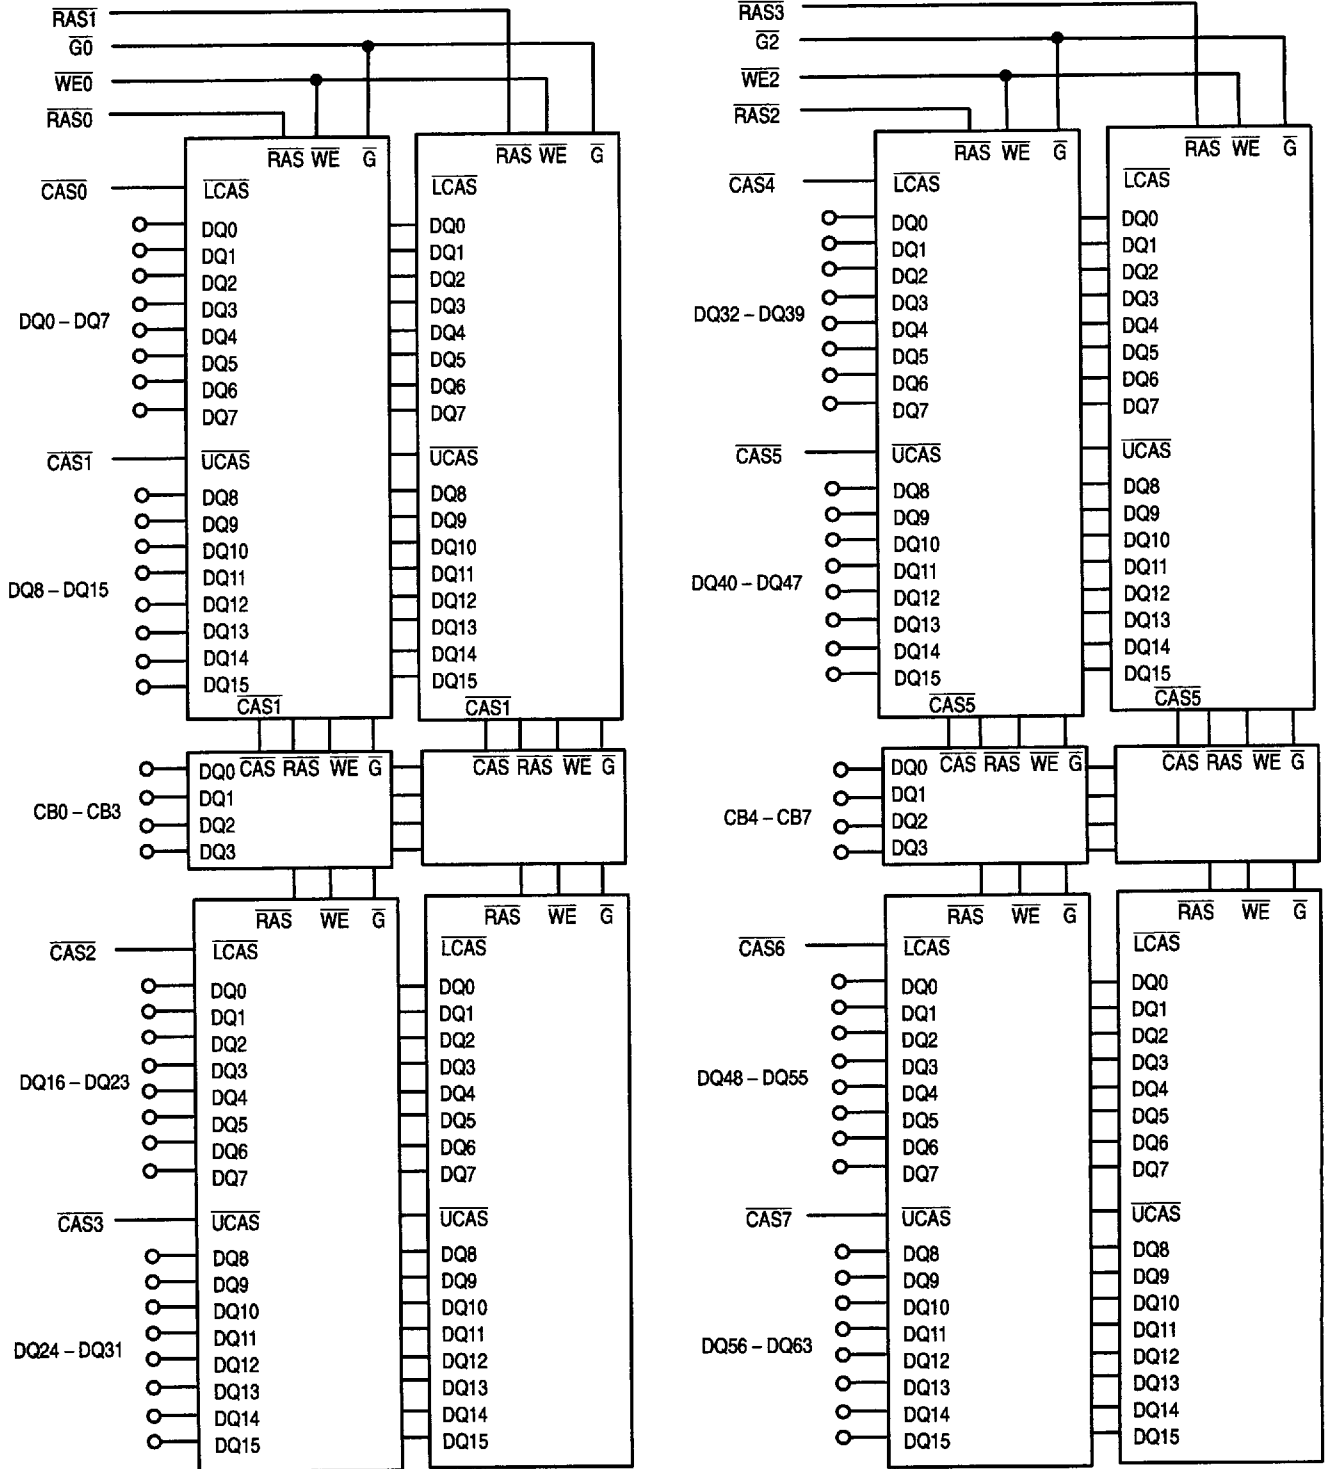 RAS1
G0
WE0
RAS0
RAS WE G
RAS WE G
CAS0
LCAS
LCAS
DQ0 – DQ7
DQ0 DQ0
DQ1 DQ1
DQ2 DQ2
DQ3 DQ3
DQ4 DQ4
DQ5 DQ5
DQ6 DQ6
DQ7 DQ7
CAS1
UCAS
UCAS
DQ8 – DQ15
DQ8 DQ8
DQ9 DQ9
DQ10 DQ10
DQ11 DQ11
DQ12 DQ12
DQ13 DQ13
DQ14 DQ14
DQ15 DQ15
CAS1
CAS1
CB0 – CB3
DQ0 CAS RAS WE G
DQ1
DQ2
DQ3
CAS RAS WE G
RAS WE G
RAS WE G
CAS2
LCAS
LCAS
DQ16 – DQ23
DQ0 DQ0
DQ1 DQ1
DQ2 DQ2
DQ3 DQ3
DQ4 DQ4
DQ5 DQ5
DQ6 DQ6
DQ7 DQ7
CAS3
UCAS
UCAS
DQ24 – DQ31
DQ8 DQ8
DQ9 DQ9
DQ10 DQ10
DQ11 DQ11
DQ12 DQ12
DQ13 DQ13
DQ14 DQ14
DQ15 DQ15
RAS3
G2
WE2
RAS2
RAS WE G
RAS WE G
CAS4
LCAS
LCAS
DQ32 – DQ39
DQ0 DQ0
DQ1 DQ1
DQ2 DQ2
DQ3 DQ3
DQ4 DQ4
DQ5 DQ5
DQ6 DQ6
DQ7 DQ7
CAS5
UCAS
UCAS
DQ40 – DQ47
DQ8 DQ8
DQ9 DQ9
DQ10 DQ10
DQ11 DQ11
DQ12 DQ12
DQ13 DQ13
DQ14 DQ14
DQ15 DQ15
CAS5
CAS5
CB4 – CB7
DQ0 CAS RAS WE G
DQ1
DQ2
DQ3
CAS RAS WE G
RAS WE G
RAS WE G
CAS6
LCAS
LCAS
DQ48 – DQ55
DQ0 DQ0
DQ1 DQ1
DQ2 DQ2
DQ3 DQ3
DQ4 DQ4
DQ5 DQ5
DQ6 DQ6
DQ7 DQ7
CAS7
UCAS
UCAS
DQ56 – DQ63
DQ8 DQ8
DQ9 DQ9
DQ10 DQ10
DQ11 DQ11
DQ12 DQ12
DQ13 DQ13
DQ14 DQ14
DQ15 DQ15